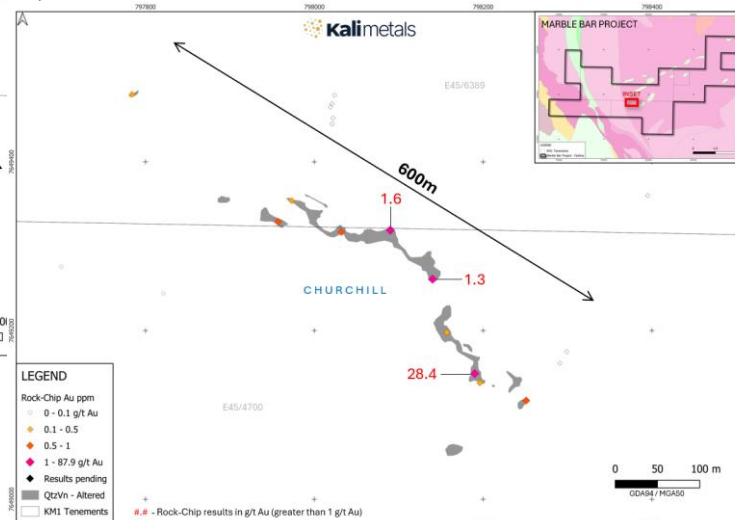 797800
798000
798200
798400
Kalimetals
MARBLE BAR PROJECT
INSET
E45/6389
7649400
600m
1.6
1.3
CHURCHILL
7649200
28.4
LEGEND
Rock-Chip Au ppm
0 - 0.1 g/t Au
0.1 - 0.5
0.5 - 1
1 - 87.9 g/t Au
Results pending
QtzVn - Altered
KM1 Tenements
E45/4700
7649000
0 50 100 m
GDA94 / MGA50
#.# - Rock-Chip results in g/t Au (greater than 1 g/t Au)